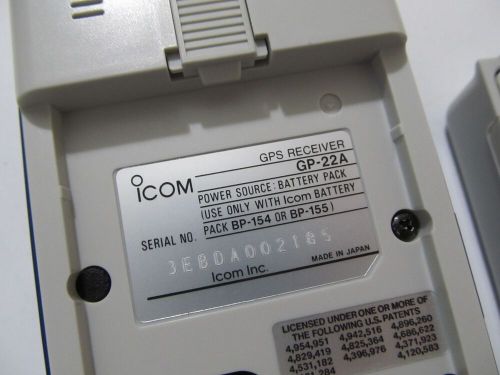 GPS RECEIVER
ICOM GP-22A
POWER SOURCE: BATTERY PACK
(USE ONLY WITH Icom BATTERY
SERIAL NO. PACK BP-154 OR BP-155)
3EBDA002185
Icom Inc. MADE IN JAPAN
LICENSED UNDER ONE OR MORE OF
THE FOLLOWING U.S. PATENTS
4,954,951 4,942,516 4,896,260
4,829,419 4,825,364 4,686,622
4,531,182 4,396,976 4,371,923
4,120,583